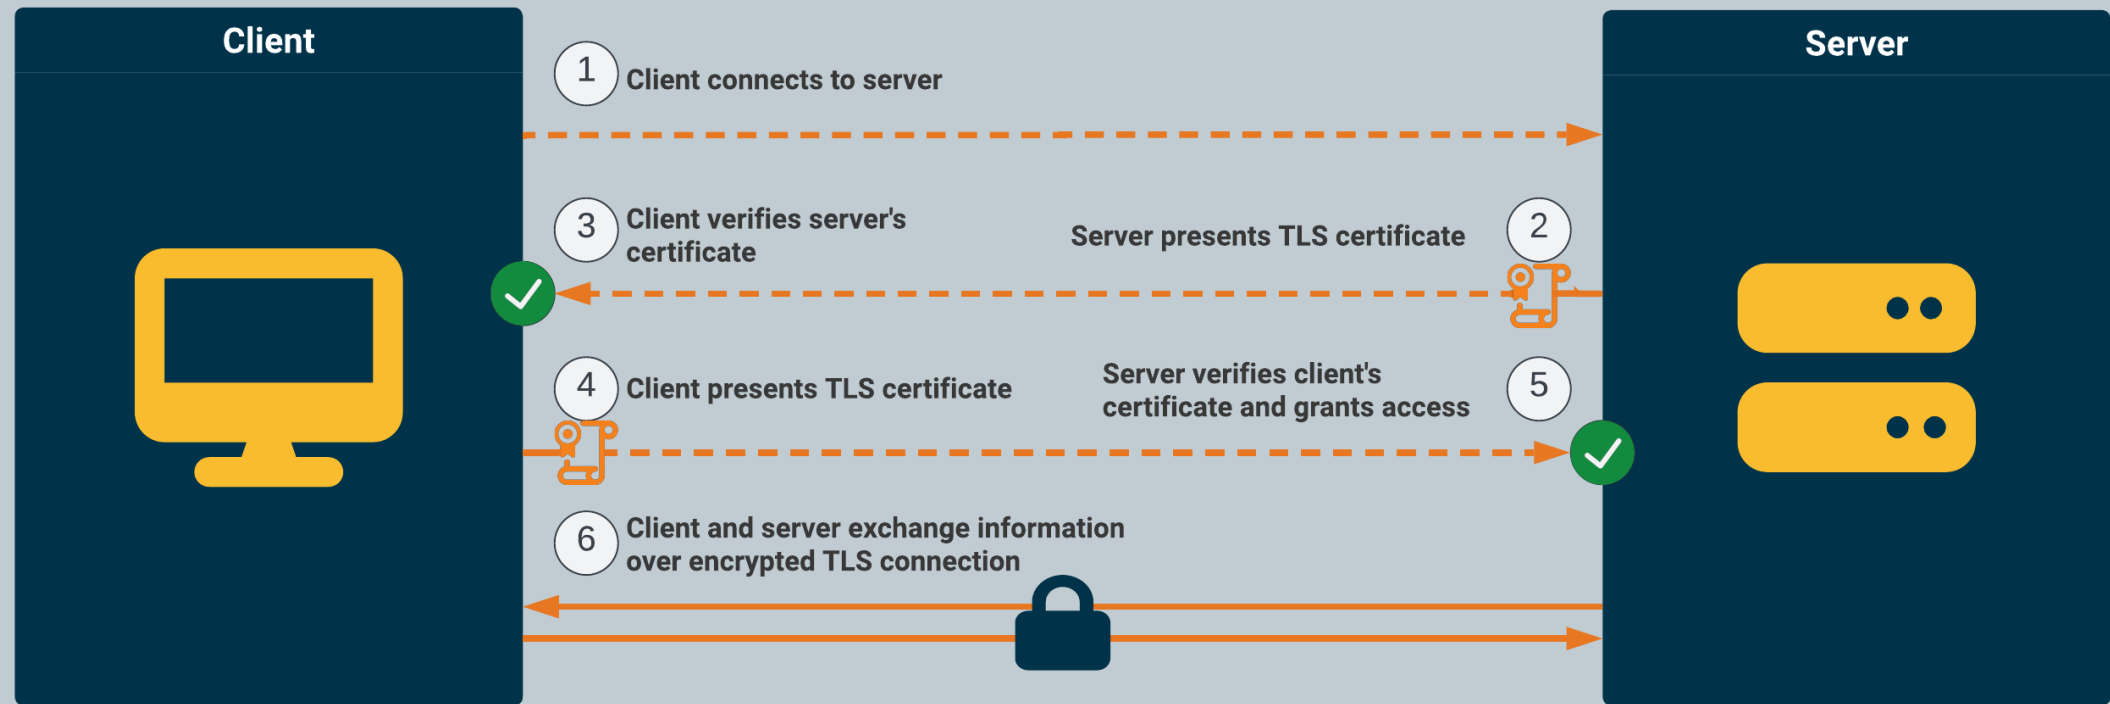 Client
Server
1
Client connects to server
3
Client verifies server's
certificate
Server presents TLS certificate
2
4
Client presents TLS certificate
Server verifies client's
certificate and grants access
5
6
Client and server exchange information
over encrypted TLS connection